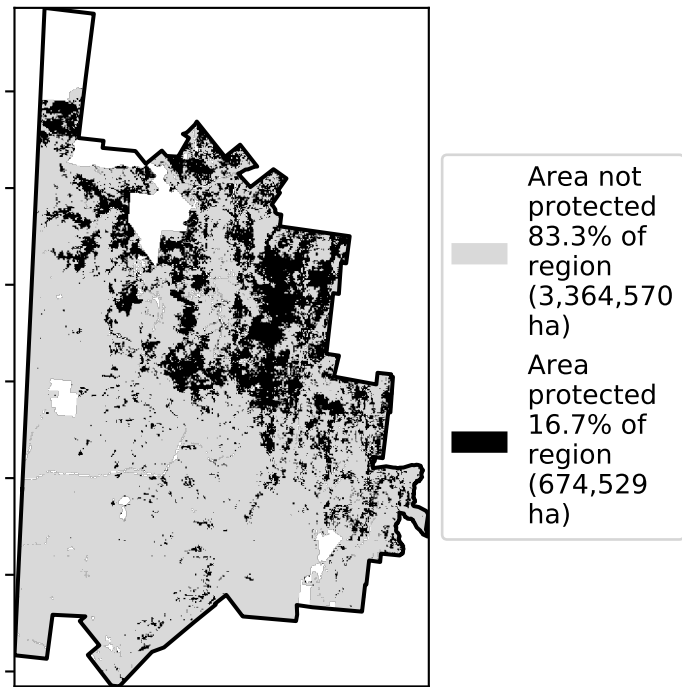 Area not
protected
83.3% of
region
(3,364,570
ha)
Area
protected
16.7% of
region
(674,529
ha)